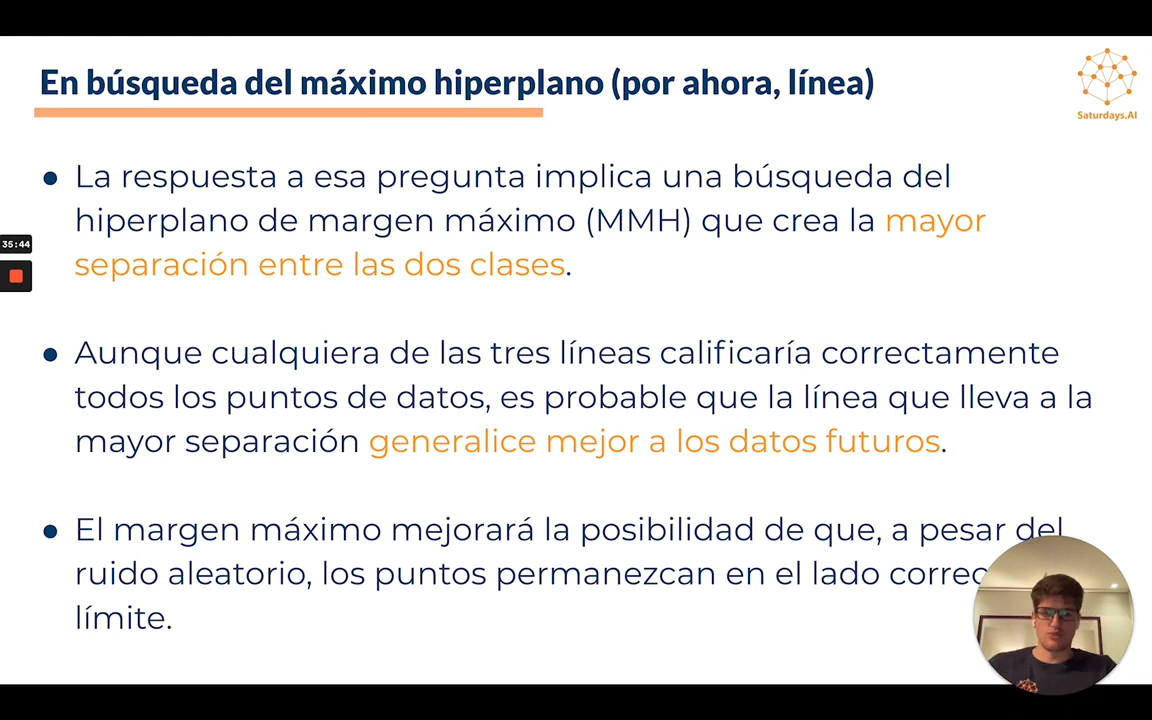 En búsqueda del máximo hiperplano (por ahora, línea)
Saturdays.AI
● La respuesta a esa pregunta implica una búsqueda del
hiperplano de margen máximo (MMH) que crea la mayor
35:44
separación entre las dos clases.
● Aunque cualquiera de las tres líneas calificaría correctamente
todos los puntos de datos, es probable que la línea que lleva a la
mayor separación generalice mejor a los datos futuros.
● El margen máximo mejorará la posibilidad de que, a pesar del
ruido aleatorio, los puntos permanezcan en el lado
límite.